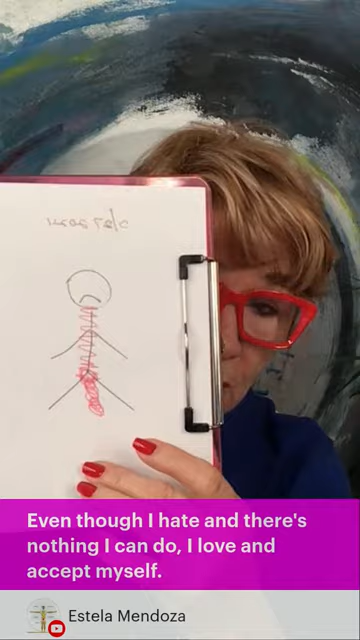 Even though I hate and there's
nothing I can do, I love and
accept myself.
Estela Mendoza